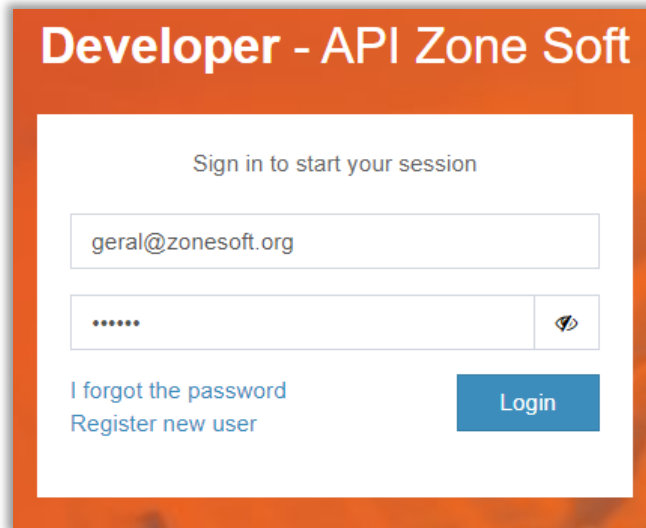 Developer - API Zone Soft
Sign in to start your session
geral@zonesoft.org
••••••
I forgot the password
Login
Register new user